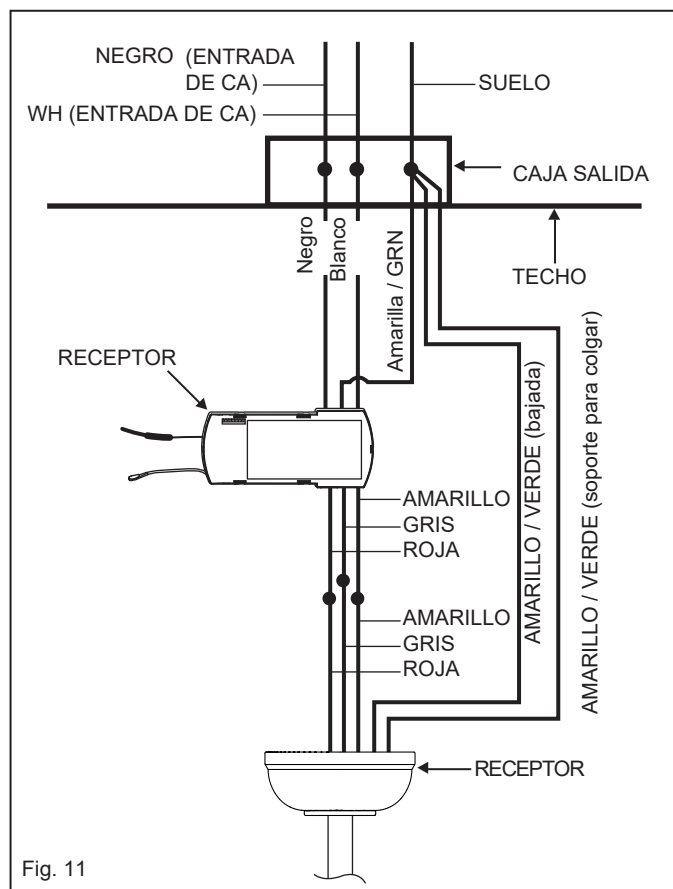 NEGRO (ENTRADA
DE CA)
SUELO
WH (ENTRADA DE CA)
CAJA SALIDA
TECHO
Negro
Blanco
Amarilla / GRN
RECEPTOR
AMARILLO
GRIS
ROJA
AMARILLO
GRIS
ROJA
AMARILLO / VERDE (bajada)
AMARILLO / VERDE (soporte para colgar)
RECEPTOR
Fig. 11